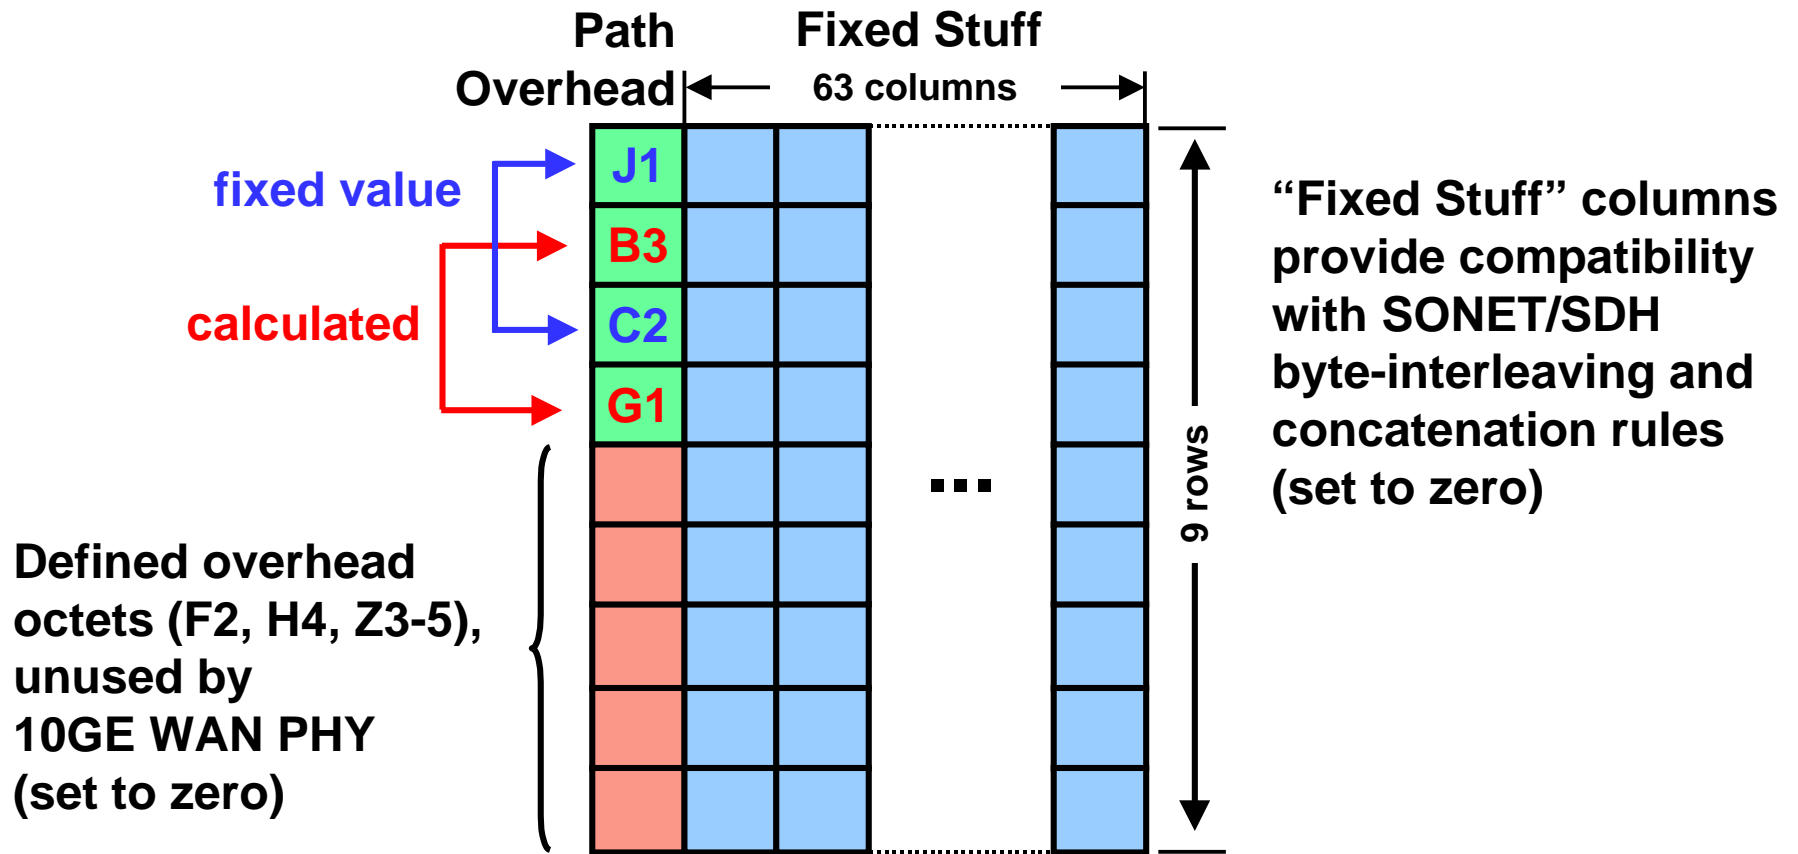 Path
Overhead
Fixed Stuff
63 columns
fixed value
calculated
J1
B3
C2
G1
...
9 rows
“Fixed Stuff” columns
provide compatibility
with SONET/SDH
byte-interleaving and
concatenation rules
(set to zero)
Defined overhead
octets (F2, H4, Z3-5),
unused by
10GE WAN PHY
(set to zero)